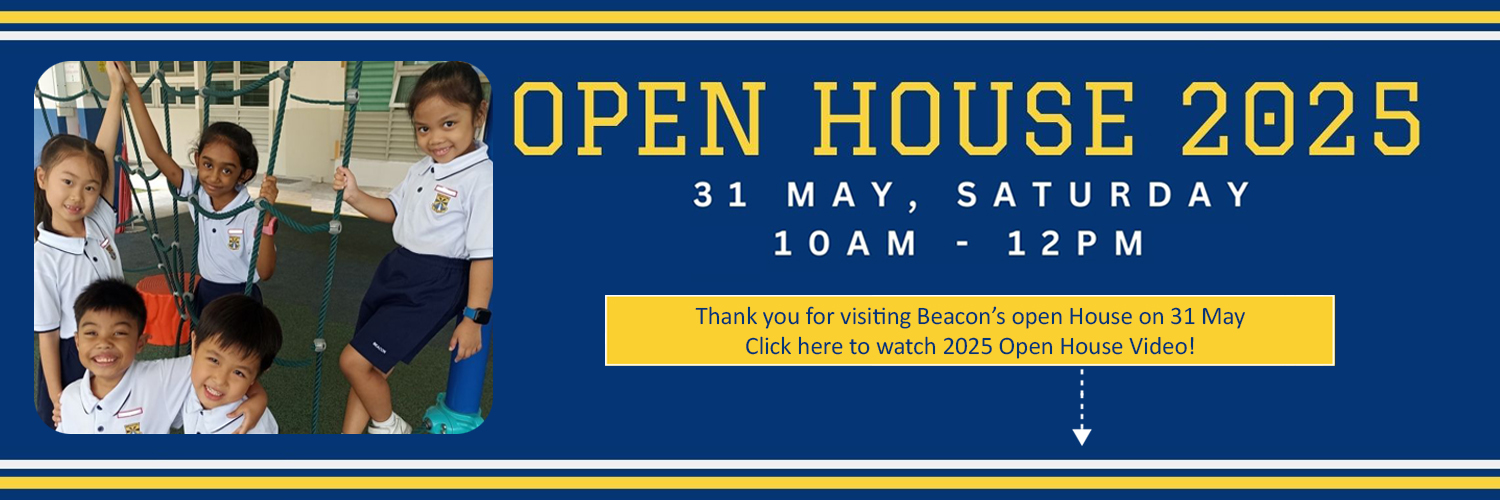 OPEN HOUSE 2025
31 MAY, SATURDAY
10AM - 12PM
Thank you for visiting Beacon’s open House on 31 May
Click here to watch 2025 Open House Video!
BEACON